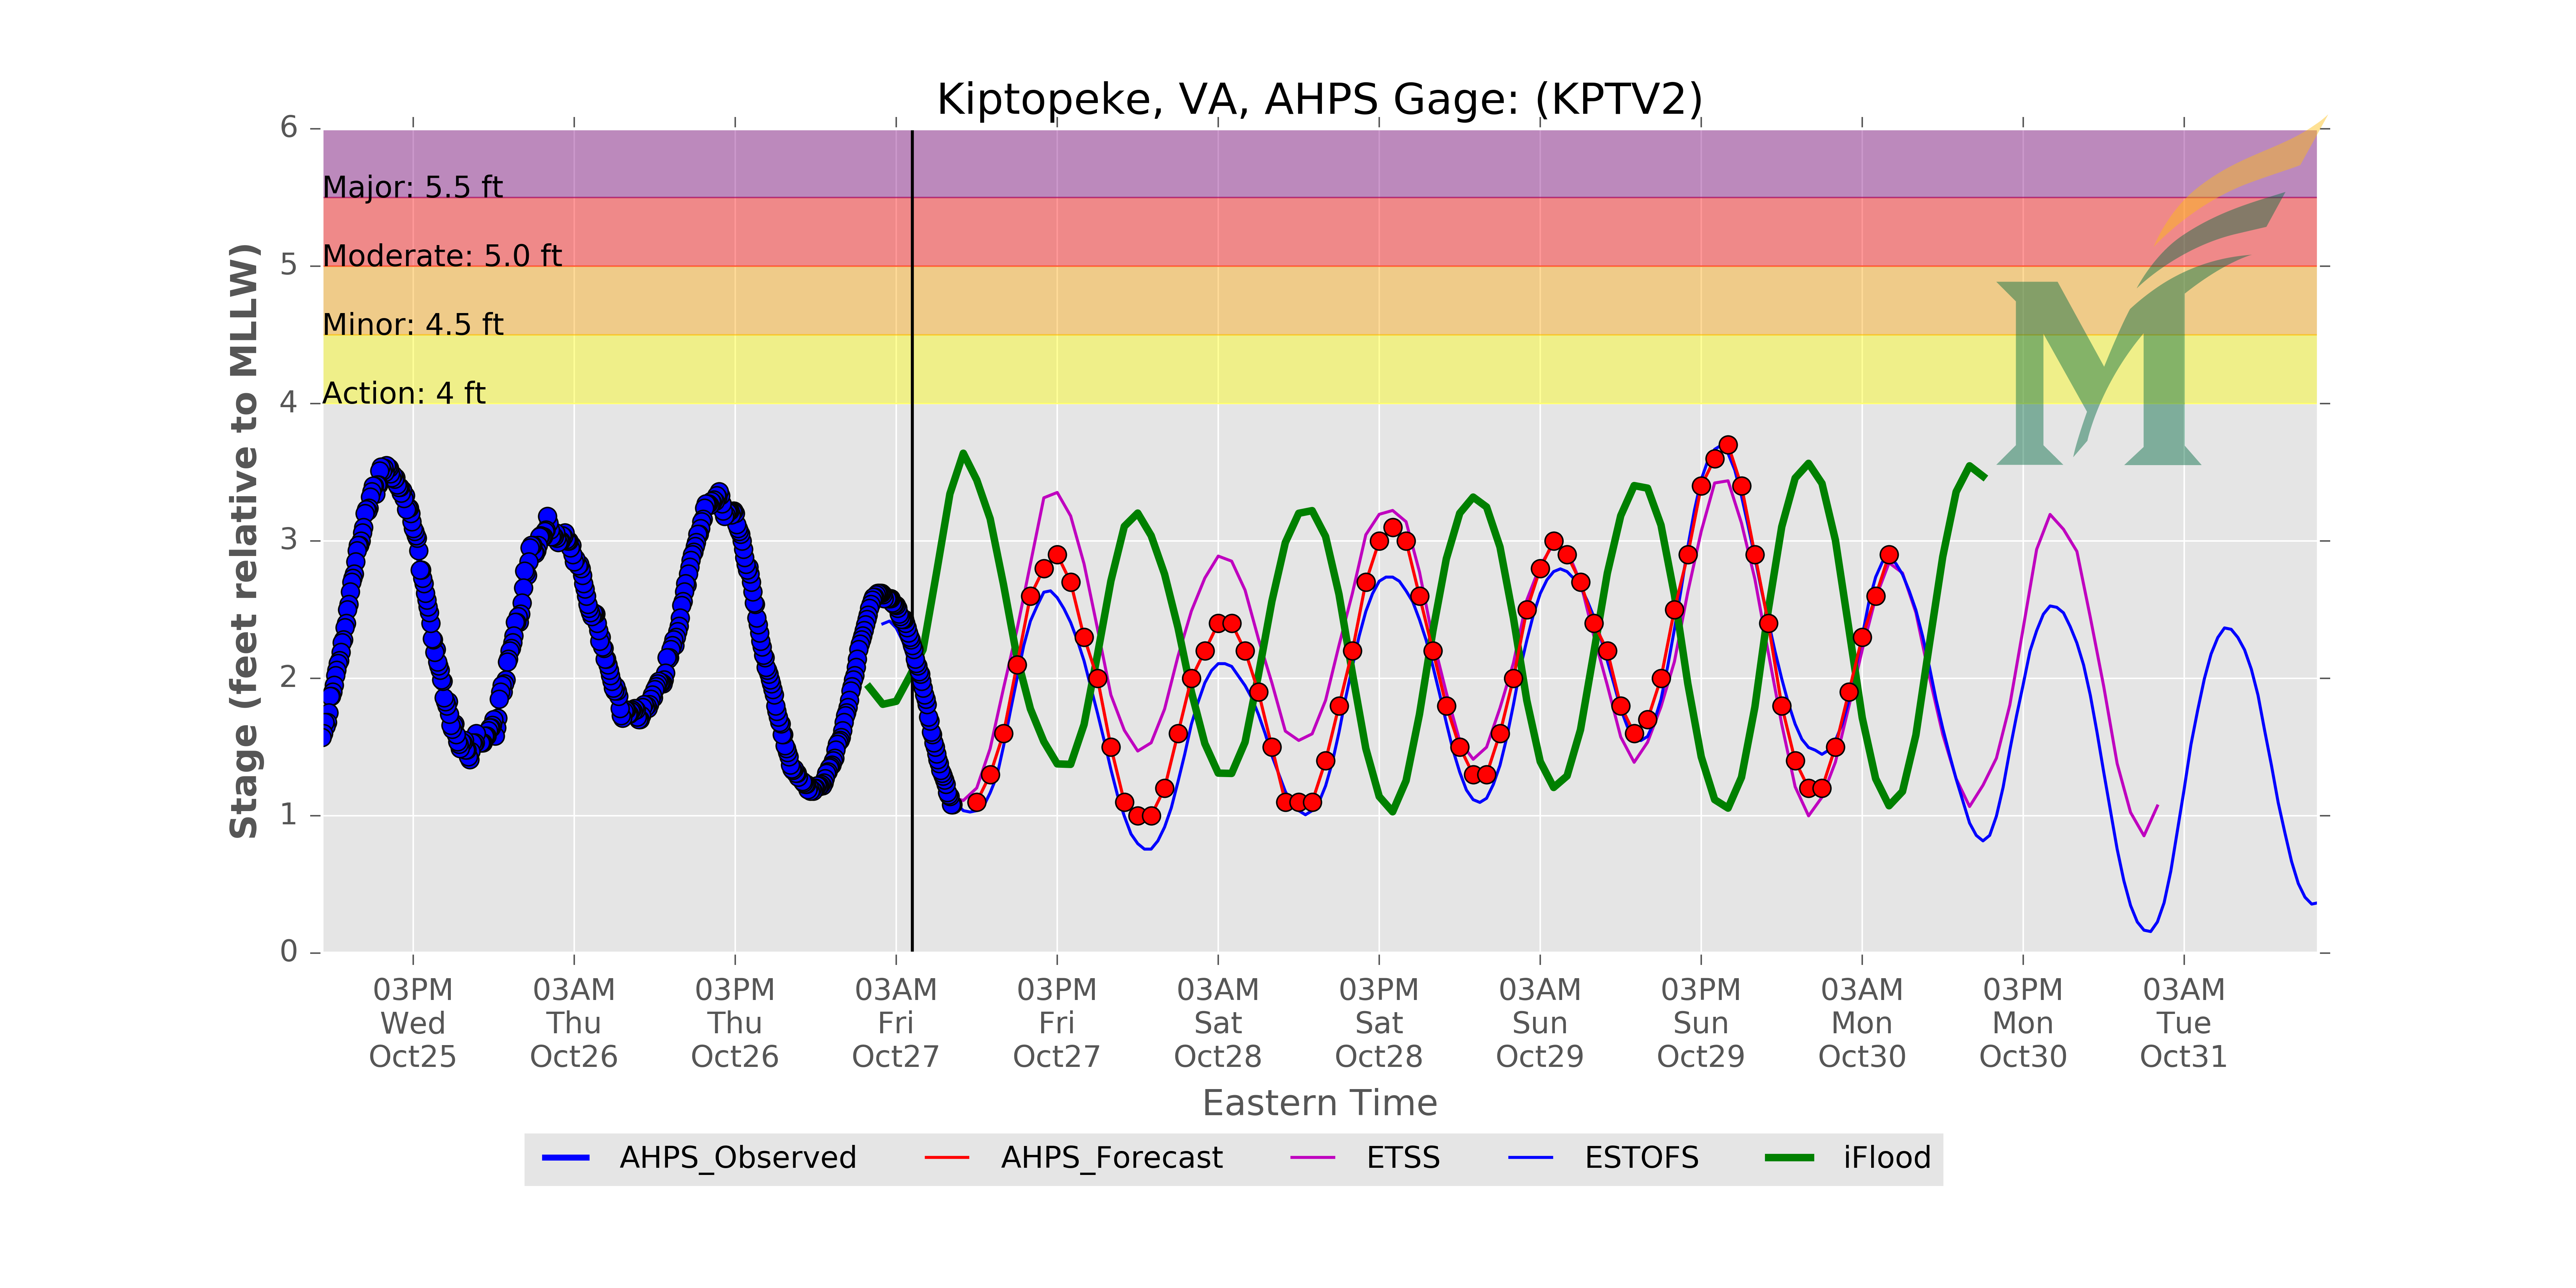 Kiptopeke, VA, AHPS Gage: (KPTV2)
Stage (feet relative to MLLW)
6
5
4
3
2
1
0
Major: 5.5 ft
Moderate: 5.0 ft
Minor: 4.5 ft
Action: 4 ft
M
03PM 03AM 03PM 03AM 03PM 03AM 03PM 03AM 03PM 03AM 03PM 03AM
Wed Thu Thu Fri Fri Sat Sat Sun Sun Mon Mon Tue
Oct25 Oct26 Oct26 Oct27 Oct27 Oct28 Oct28 Oct29 Oct29 Oct30 Oct30 Oct31
Eastern Time
AHPS_Observed AHPS_Forecast ETSS ESTOFS iFlood